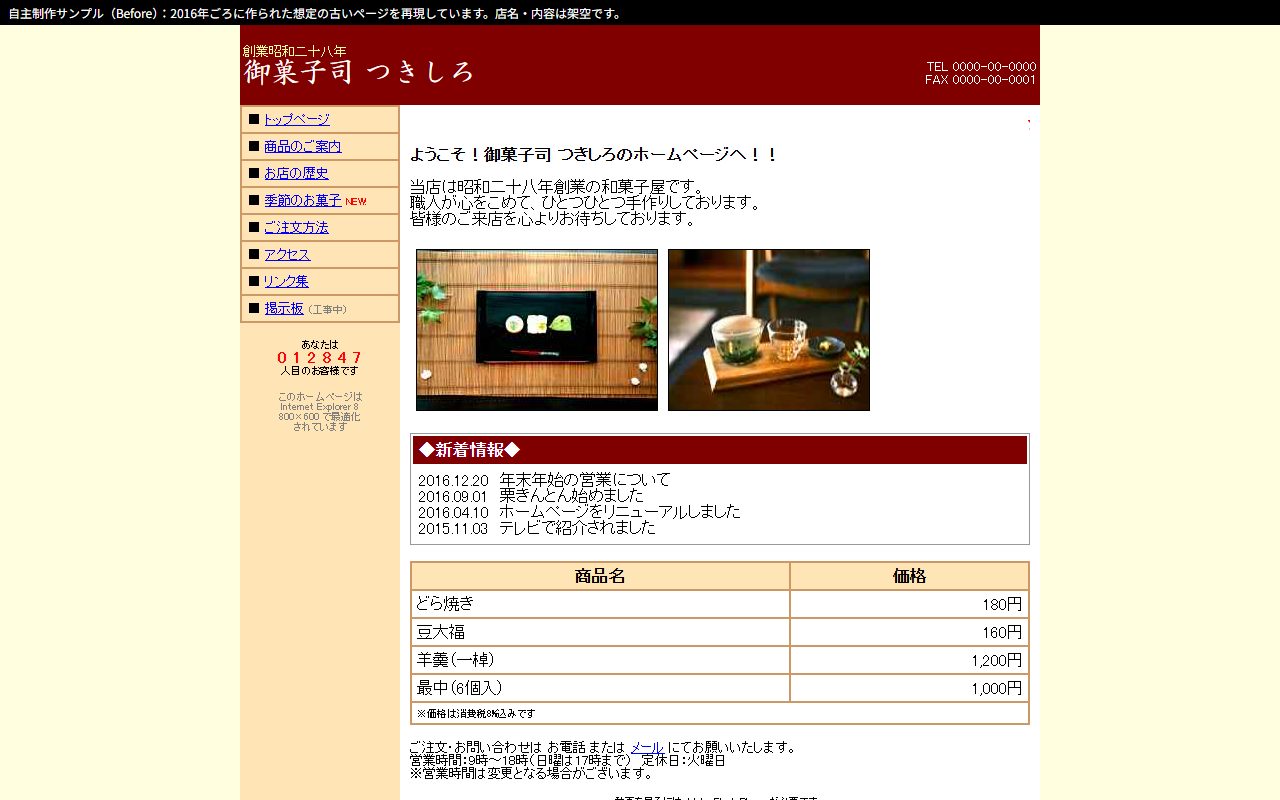 自主制作サンプル（Before）：2016年ごろに作られた想定の古いページを再現しています。店名・内容は架空です。
創業昭和二十八年
御菓子司 つきしろ
TEL 0000-00-0000
FAX 0000-00-0001
■ トップページ
■ 商品のご案内
■ お店の歴史
■ 季節のお菓子 NEW!
■ ご注文方法
■ アクセス
■ リンク集
■ 掲示板（工事中）
あなたは
012847
人目のお客様です
このホームページは
Internet Explorer 8
800×600 で最適化
されています
ようこそ！御菓子司 つきしろのホームページへ！！
当店は昭和二十八年創業の和菓子屋です。
職人が心をこめて、ひとつひとつ手作りしております。
皆様のご来店を心よりお待ちしております。
◆新着情報◆
2016.12.20 年末年始の営業について
2016.09.01 栗きんとん始めました
2016.04.10 ホームページをリニューアルしました
2015.11.03 テレビで紹介されました
商品名 価格
どら焼き 180円
豆大福 160円
羊羹（一棹） 1,200円
最中（6個入） 1,000円
※価格は消費税8%込みです
ご注文・お問い合わせは お電話 または メール にてお願いいたします。
営業時間：9時～18時（日曜は17時まで） 定休日：火曜日
※営業時間は変更となる場合がございます。